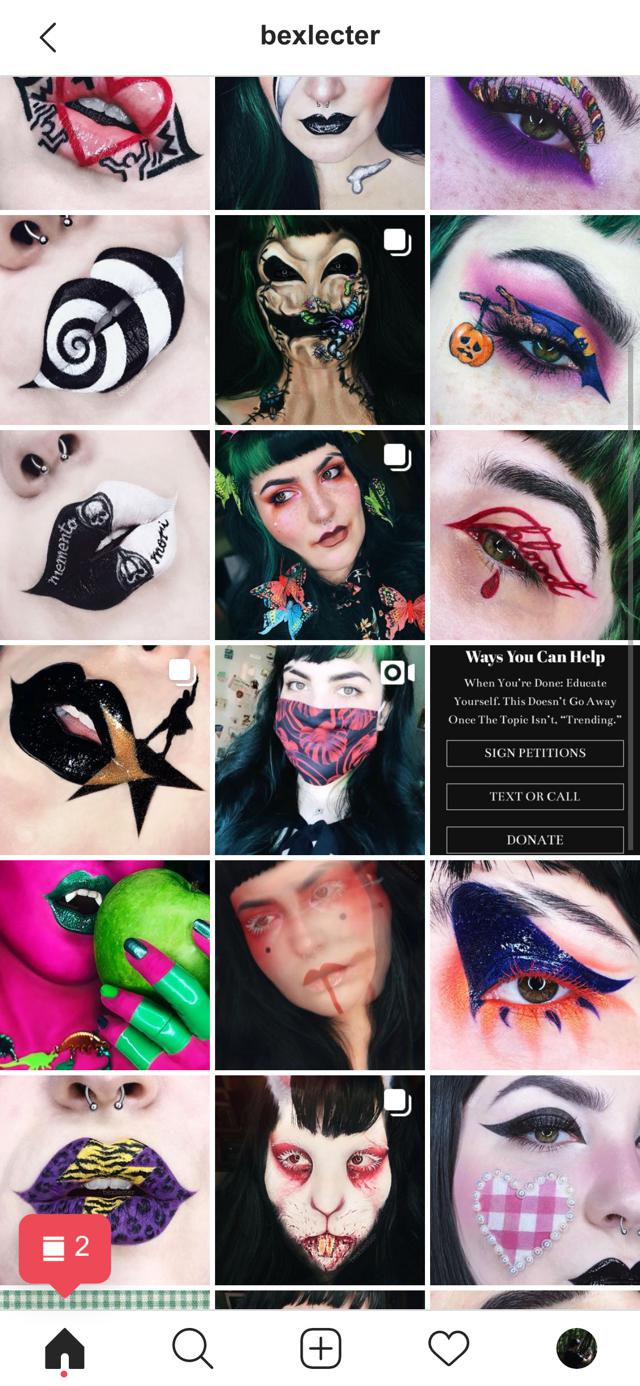 bexlecter
memento
mori
blood
Ways You Can Help
When You're Done: Educate
Yourself. This Doesn't Go Away
Once The Topic Isn't, “Trending.”
SIGN PETITIONS
TEXT OR CALL
DONATE
2